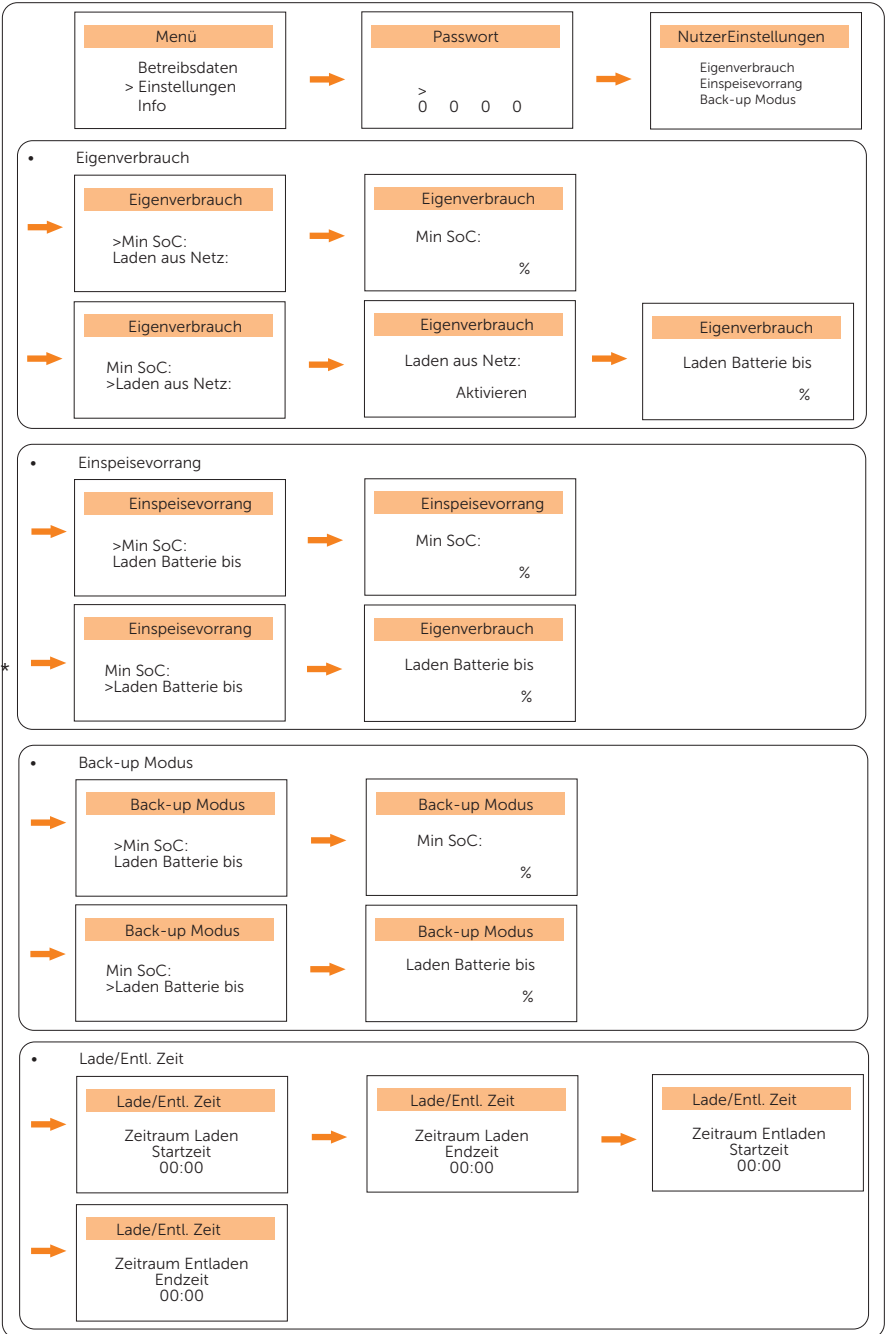 Menü
Betreibsdaten
> Einstellungen
Info
Passwort
>
0 0 0 0
NutzerEinstellungen
Eigenverbrauch
Einspeisevorrang
Back-up Modus
• Eigenverbrauch
Eigenverbrauch
>Min SoC:
Laden aus Netz:
Eigenverbrauch
Min SoC:
%
Eigenverbrauch
Min SoC:
>Laden aus Netz:
Eigenverbrauch
Laden aus Netz:
Aktivieren
Eigenverbrauch
Laden Batterie bis
%
• Einspeisevorrang
Einspeisevorrang
>Min SoC:
Laden Batterie bis
Einspeisevorrang
Min SoC:
%
*
Einspeisevorrang
Min SoC:
>Laden Batterie bis
Eigenverbrauch
Laden Batterie bis
%
• Back-up Modus
Back-up Modus
>Min SoC:
Laden Batterie bis
Back-up Modus
Min SoC:
%
Back-up Modus
Min SoC:
>Laden Batterie bis
Back-up Modus
Laden Batterie bis
%
• Lade/Entl. Zeit
Lade/Entl. Zeit
Zeitraum Laden
Startzeit
00:00
Lade/Entl. Zeit
Zeitraum Laden
Endzeit
00:00
Lade/Entl. Zeit
Zeitraum Entladen
Startzeit
00:00
Lade/Entl. Zeit
Zeitraum Entladen
Endzeit
00:00